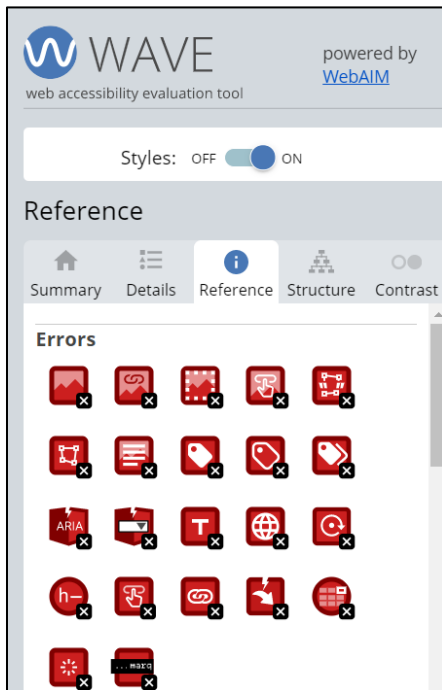 WAVE
powered by
WebAIM
web accessibility evaluation tool
Styles: OFF ON
Reference
Summary Details Reference Structure Contrast
Errors
ARIA
T
h–
...marq